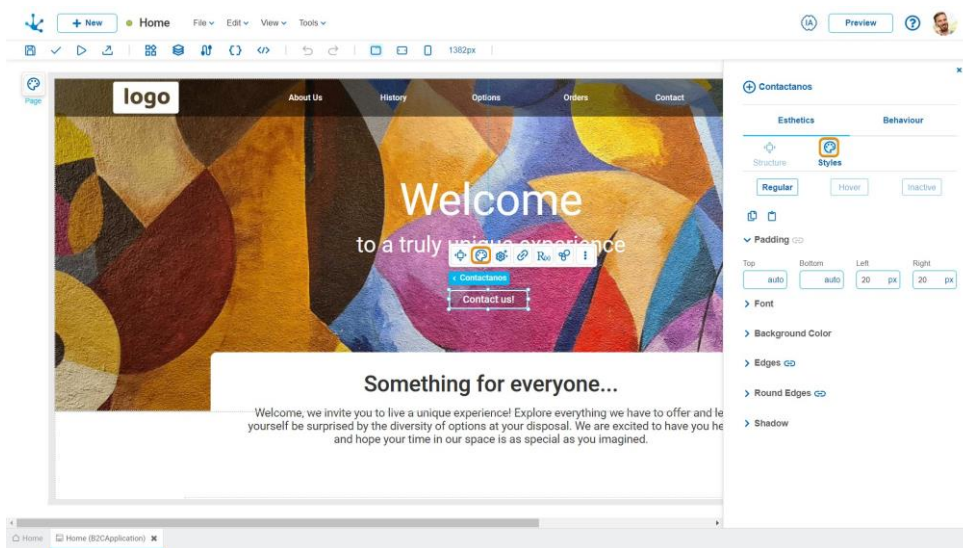 + New
Home
File
Edit
View
Tools
IA
Preview
?
1382px
Page
logo
About Us
History
Options
Orders
Contact
Welcome
to a truly unique experience
Contactanos
Contact us!
Something for everyone...
Welcome, we invite you to live a unique experience! Explore everything we have to offer and le
yourself be surprised by the diversity of options at your disposal. We are excited to have you he
and hope your time in our space is as special as you imagined.
Contactanos
Esthetics
Behaviour
Structure
Styles
Regular
Hover
Inactive
Padding
Top
Bottom
Left
Right
auto
auto
20 px
20 px
Font
Background Color
Edges
Round Edges
Shadow
Home
Home (B2CApplication)